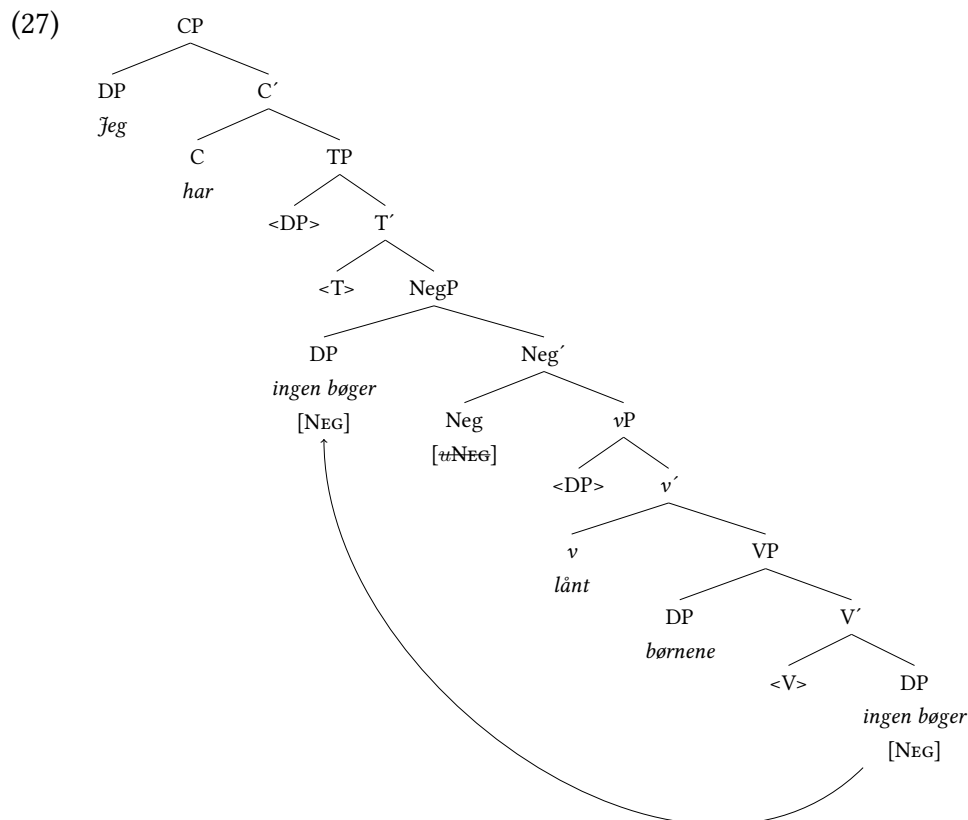 (27)
CP
DP C´
Jeg
C TP
har
<DP> T´
<T> NegP
DP Neg´
ingen bøger
Neg vP
[NEG] [uNEG]
<DP> v´
v VP
lånt
DP V´
børnene
<V> DP
ingen bøger
[NEG]